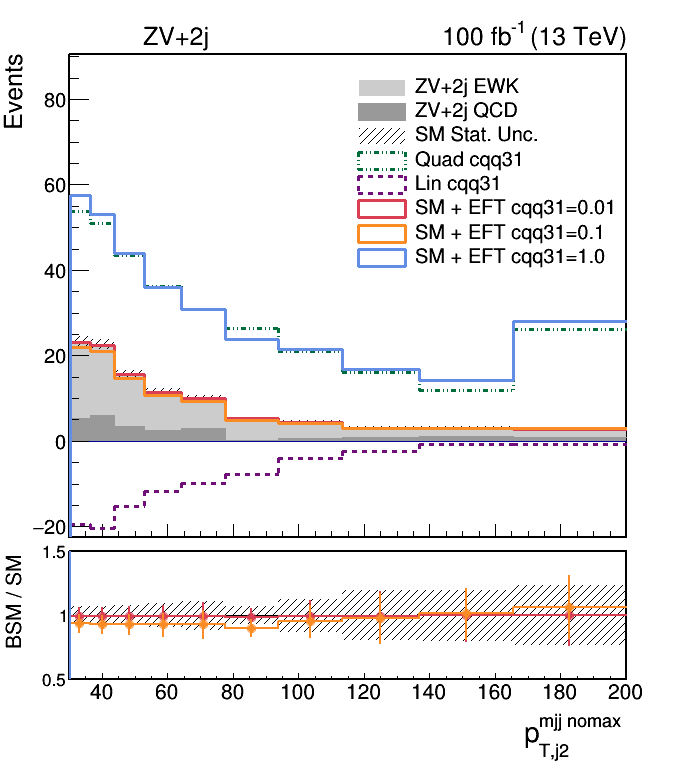 ZV+2j 100 fb-1 (13 TeV)
Events
80
60
40
20
0
−20
ZV+2j EWK
ZV+2j QCD
SM Stat. Unc.
Quad cqq31
Lin cqq31
SM + EFT cqq31=0.01
SM + EFT cqq31=0.1
SM + EFT cqq31=1.0
BSM / SM
1.5
1
0.5
40 60 80 100 120 140 160 180 200
p T,j2 mjj nomax